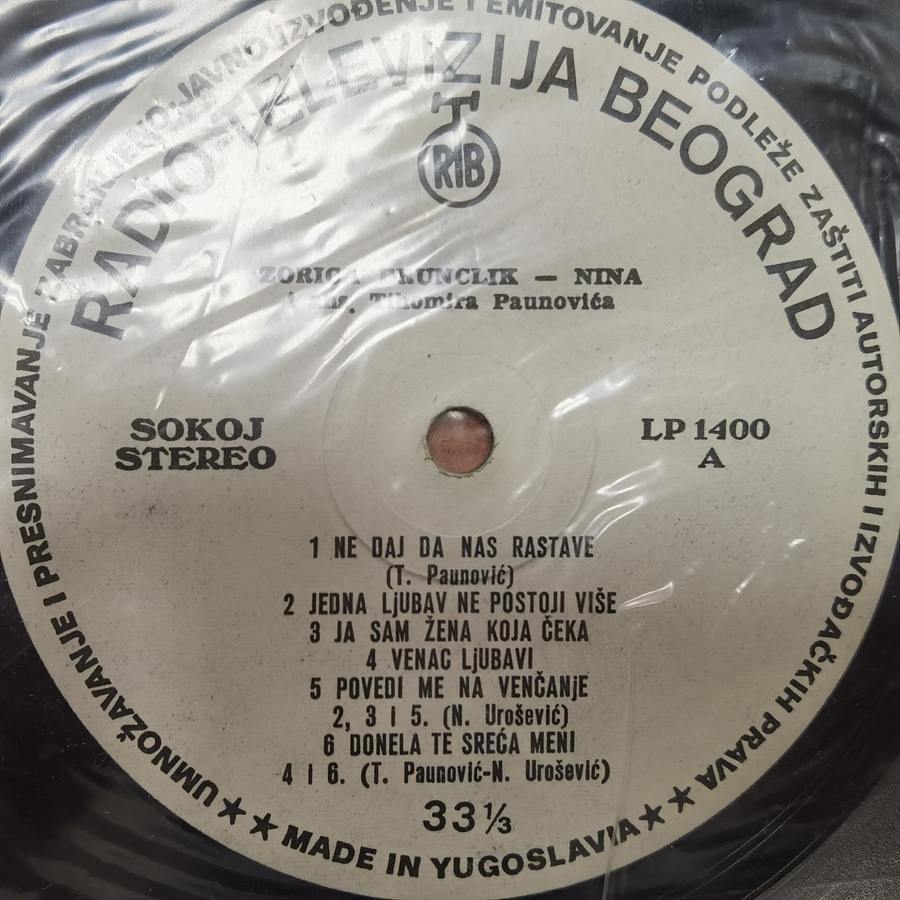 UMNOŽAVANJE I PRESNIMAVANJE ZABRANJENO. JAVNO IZVOĐENJE I EMITOVANJE PODLEŽE ZAŠTITI AUTORSKIH I IZVOĐAČKIH PRAVA
RADIO-TELEVIZIJA BEOGRAD
RTB
BRUNCLIK — NINA
i ans. Tihomira Paunovića
SOKOJ
STEREO
LP 1400
A
1 NE DAJ DA NAS RASTAVE
(T. Paunović)
2 JEDNA LjUBAV NE POSTOJI VIŠE
3 JA SAM ŽENA KOJA ČEKA
4 VENAC LjUBAVI
5 POVEDI ME NA VENČANjE
2, 3 I 5. (N. Urošević)
6 DONELA TE SREĆA MENI
4 I 6. (T. Paunović-N. Urošević)
33⅓
★★ MADE IN YUGOSLAVIA ★★